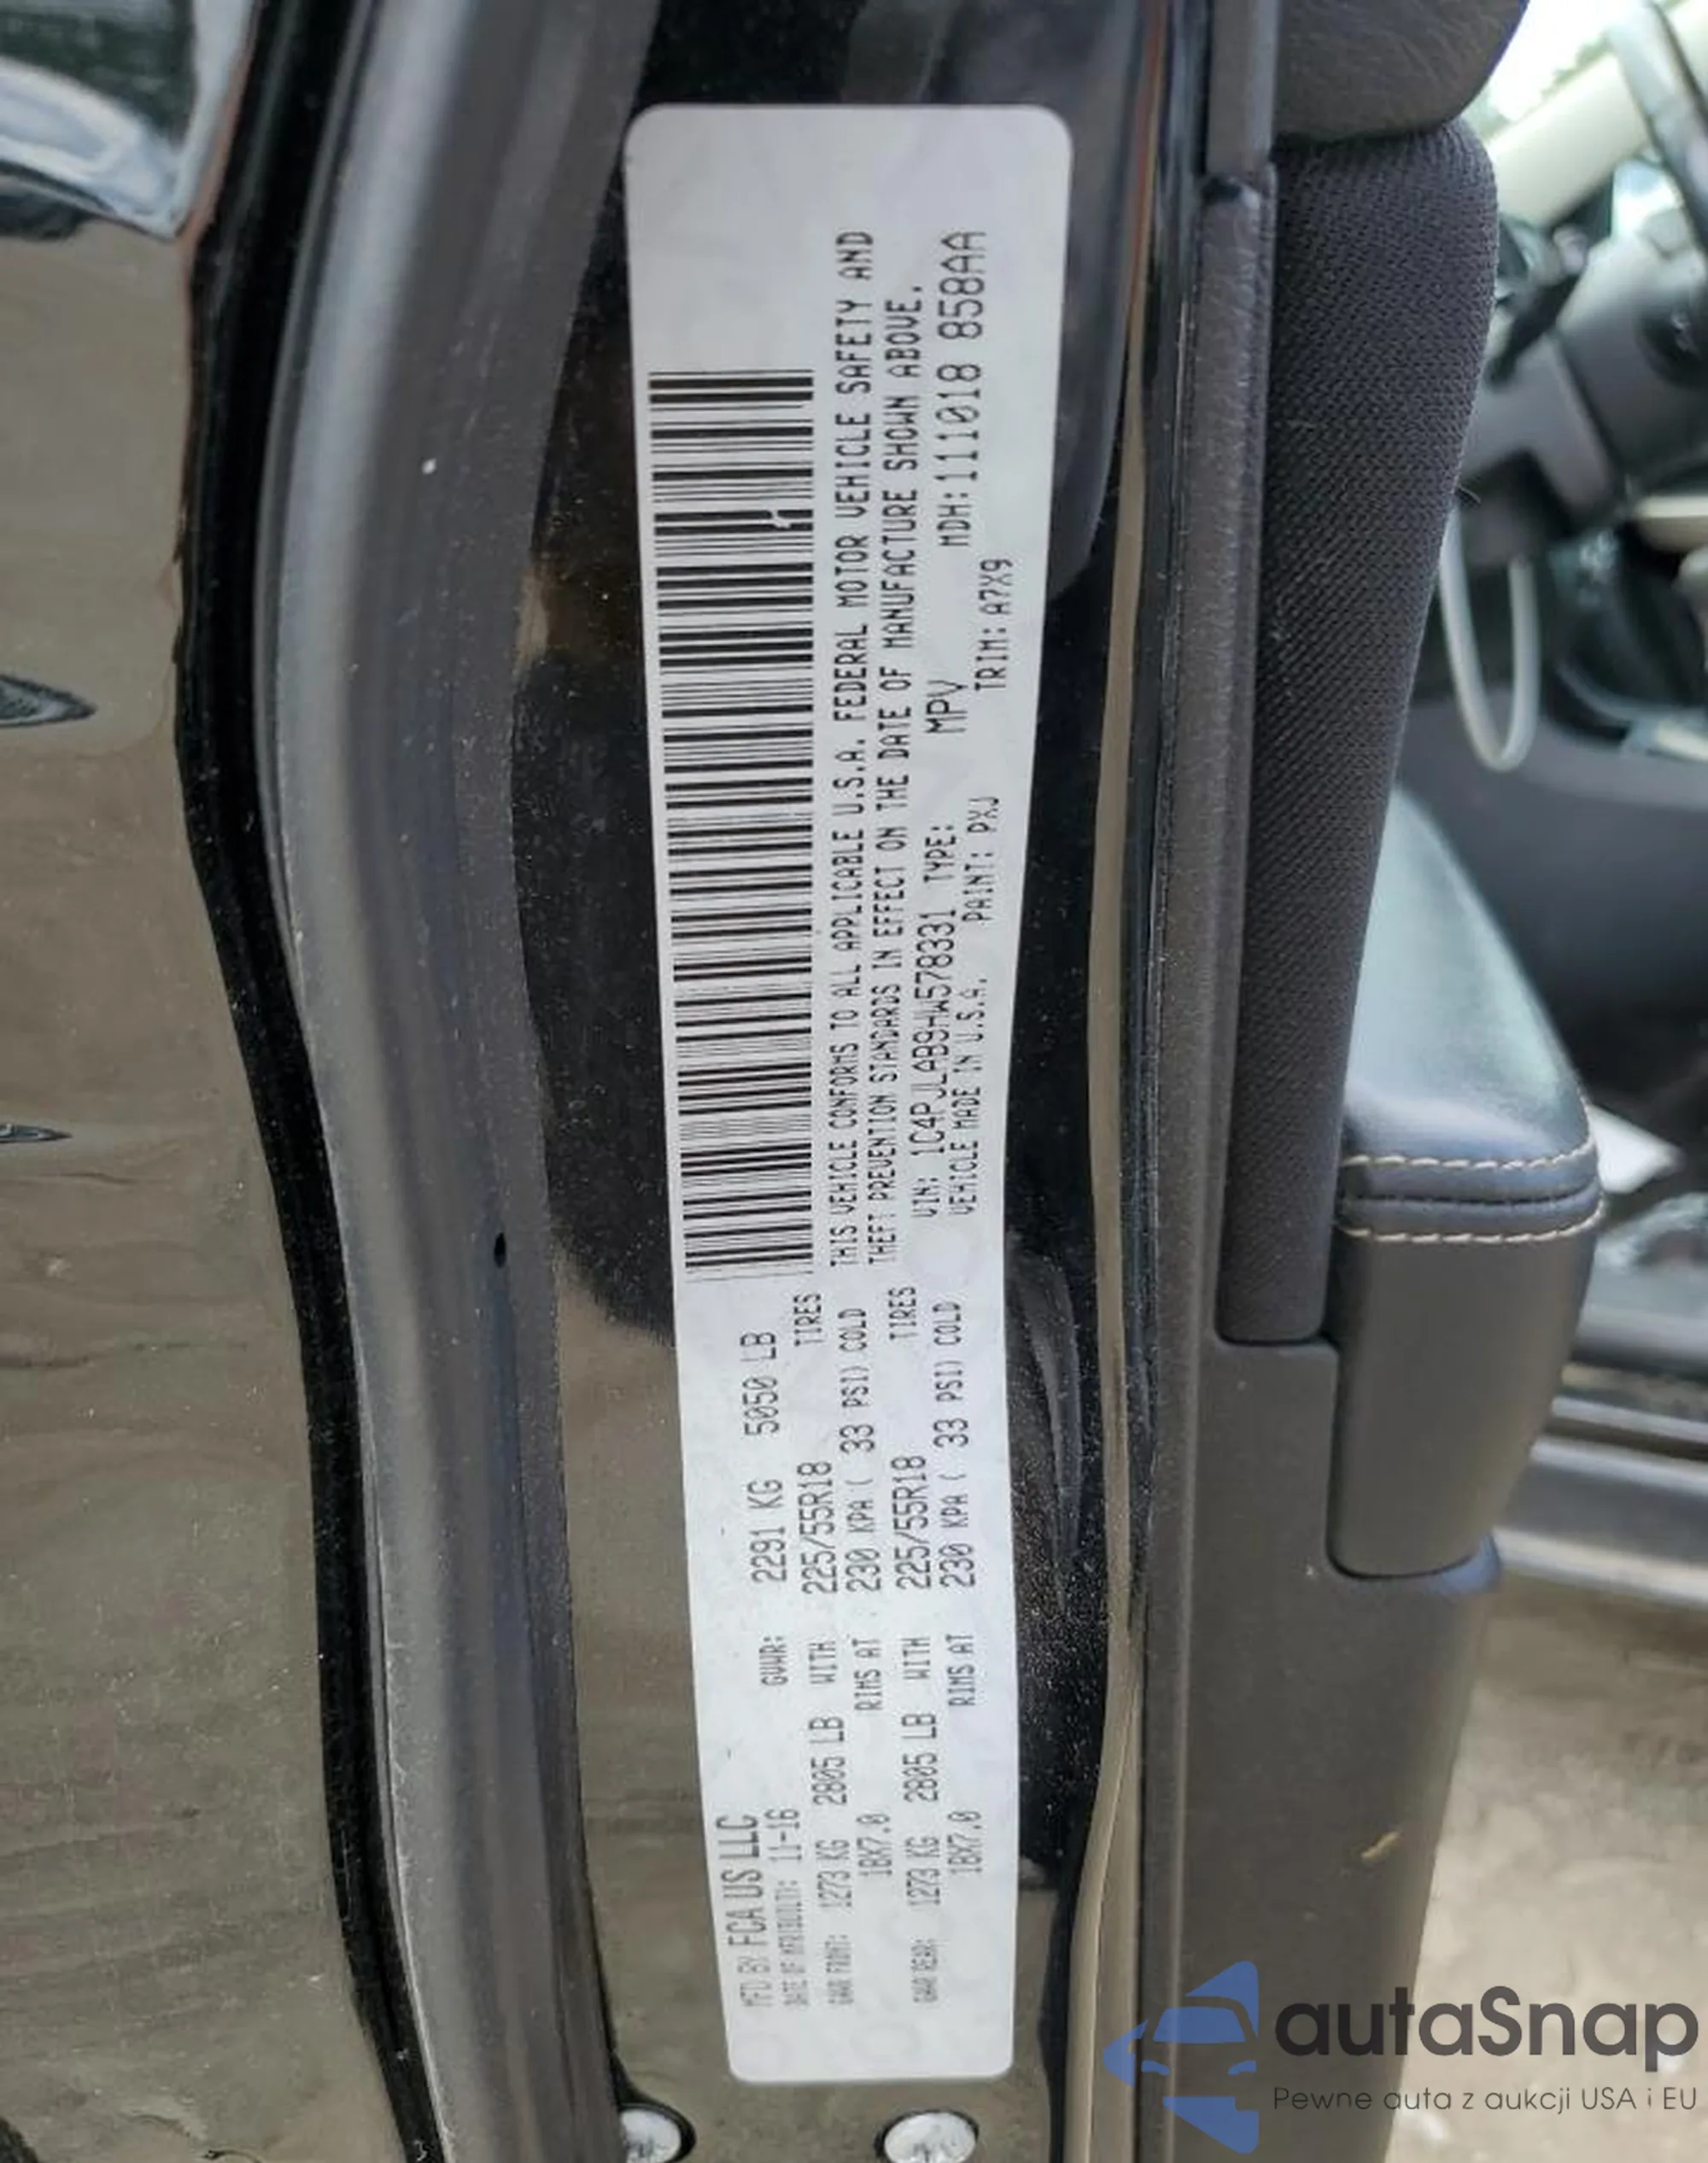 MFD BY FCA US LLC
DATE OF MFR(BUILT): 11-16 GVWR: 2291 KG 5050 LB
GAWR FRONT: 1273 KG 2805 LB WITH 225/55R18 TIRES
18X7.0 RIMS AT 230 KPA ( 33 PSI) COLD
GAWR REAR: 1273 KG 2805 LB WITH 225/55R18 TIRES
18X7.0 RIMS AT 230 KPA ( 33 PSI) COLD
THIS VEHICLE CONFORMS TO ALL APPLICABLE U.S.A. FEDERAL MOTOR VEHICLE SAFETY AND
THEFT PREVENTION STANDARDS IN EFFECT ON THE DATE OF MANUFACTURE SHOWN ABOVE.
VIN: 1C4PJLAB9HW578331 TYPE: MPV MDH: 111018 858AA
VEHICLE MADE IN U.S.A. PAINT: PXJ TRIM: A7X9
autaSnap
Pewne auta z aukcji USA i EU